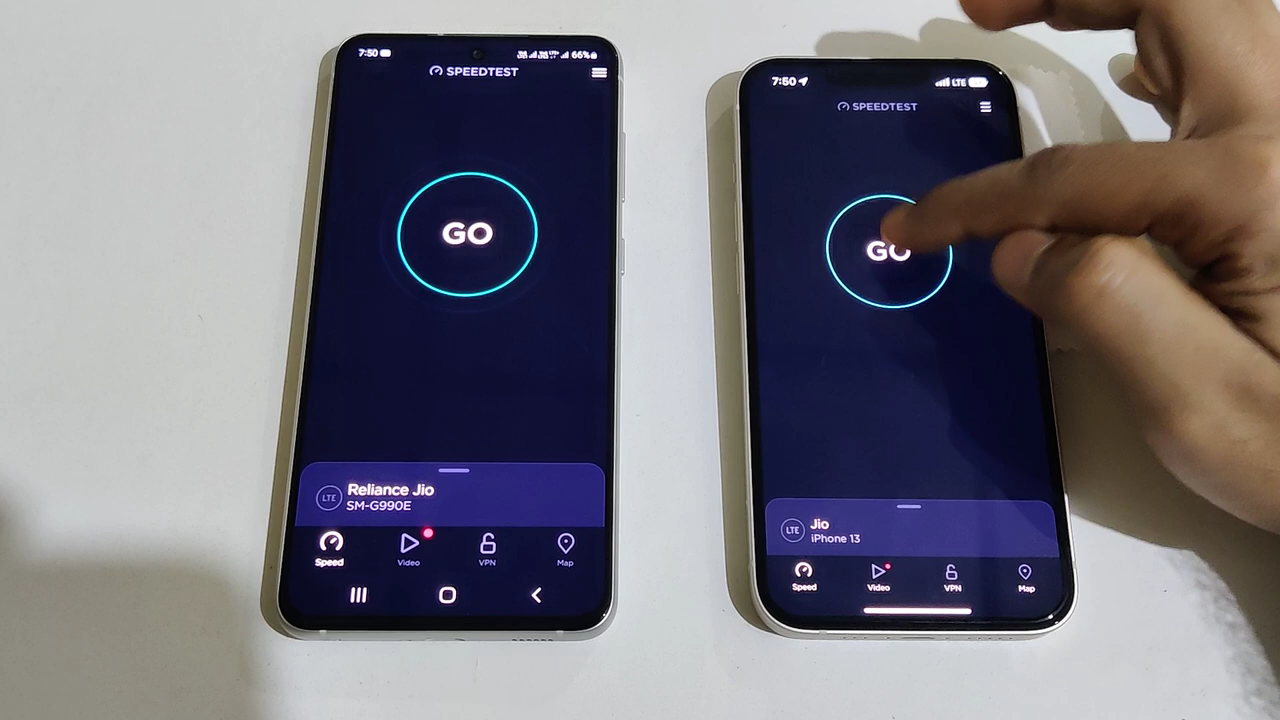 7:50
66%
SPEEDTEST
GO
LTE
Reliance Jio
SM-G990E
Speed
Video
VPN
Map
7:50
LTE
SPEEDTEST
GO
LTE
Jio
iPhone 13
Speed
Video
VPN
Map